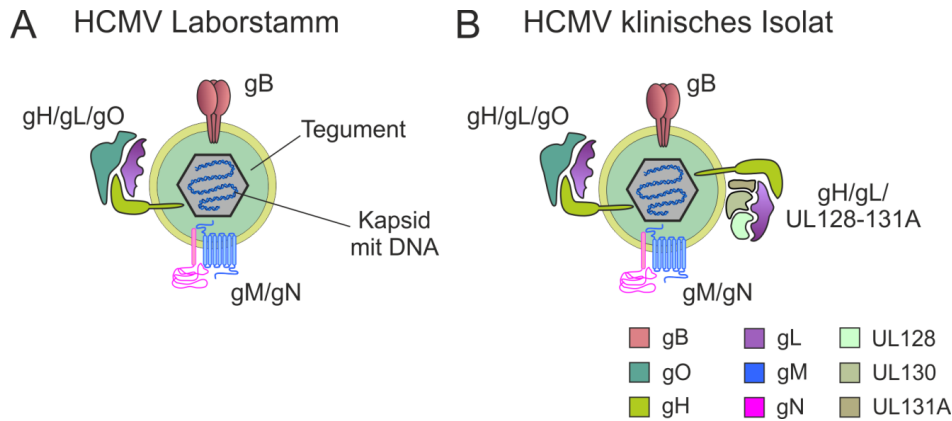 A HCMV Laborstamm
gB
gH/gL/gO
Tegument
Kapsid
mit DNA
gM/gN
B HCMV klinisches Isolat
gB
gH/gL/gO
gH/gL/
UL128-131A
gM/gN
gB
gL
UL128
gO
gM
UL130
gH
gN
UL131A